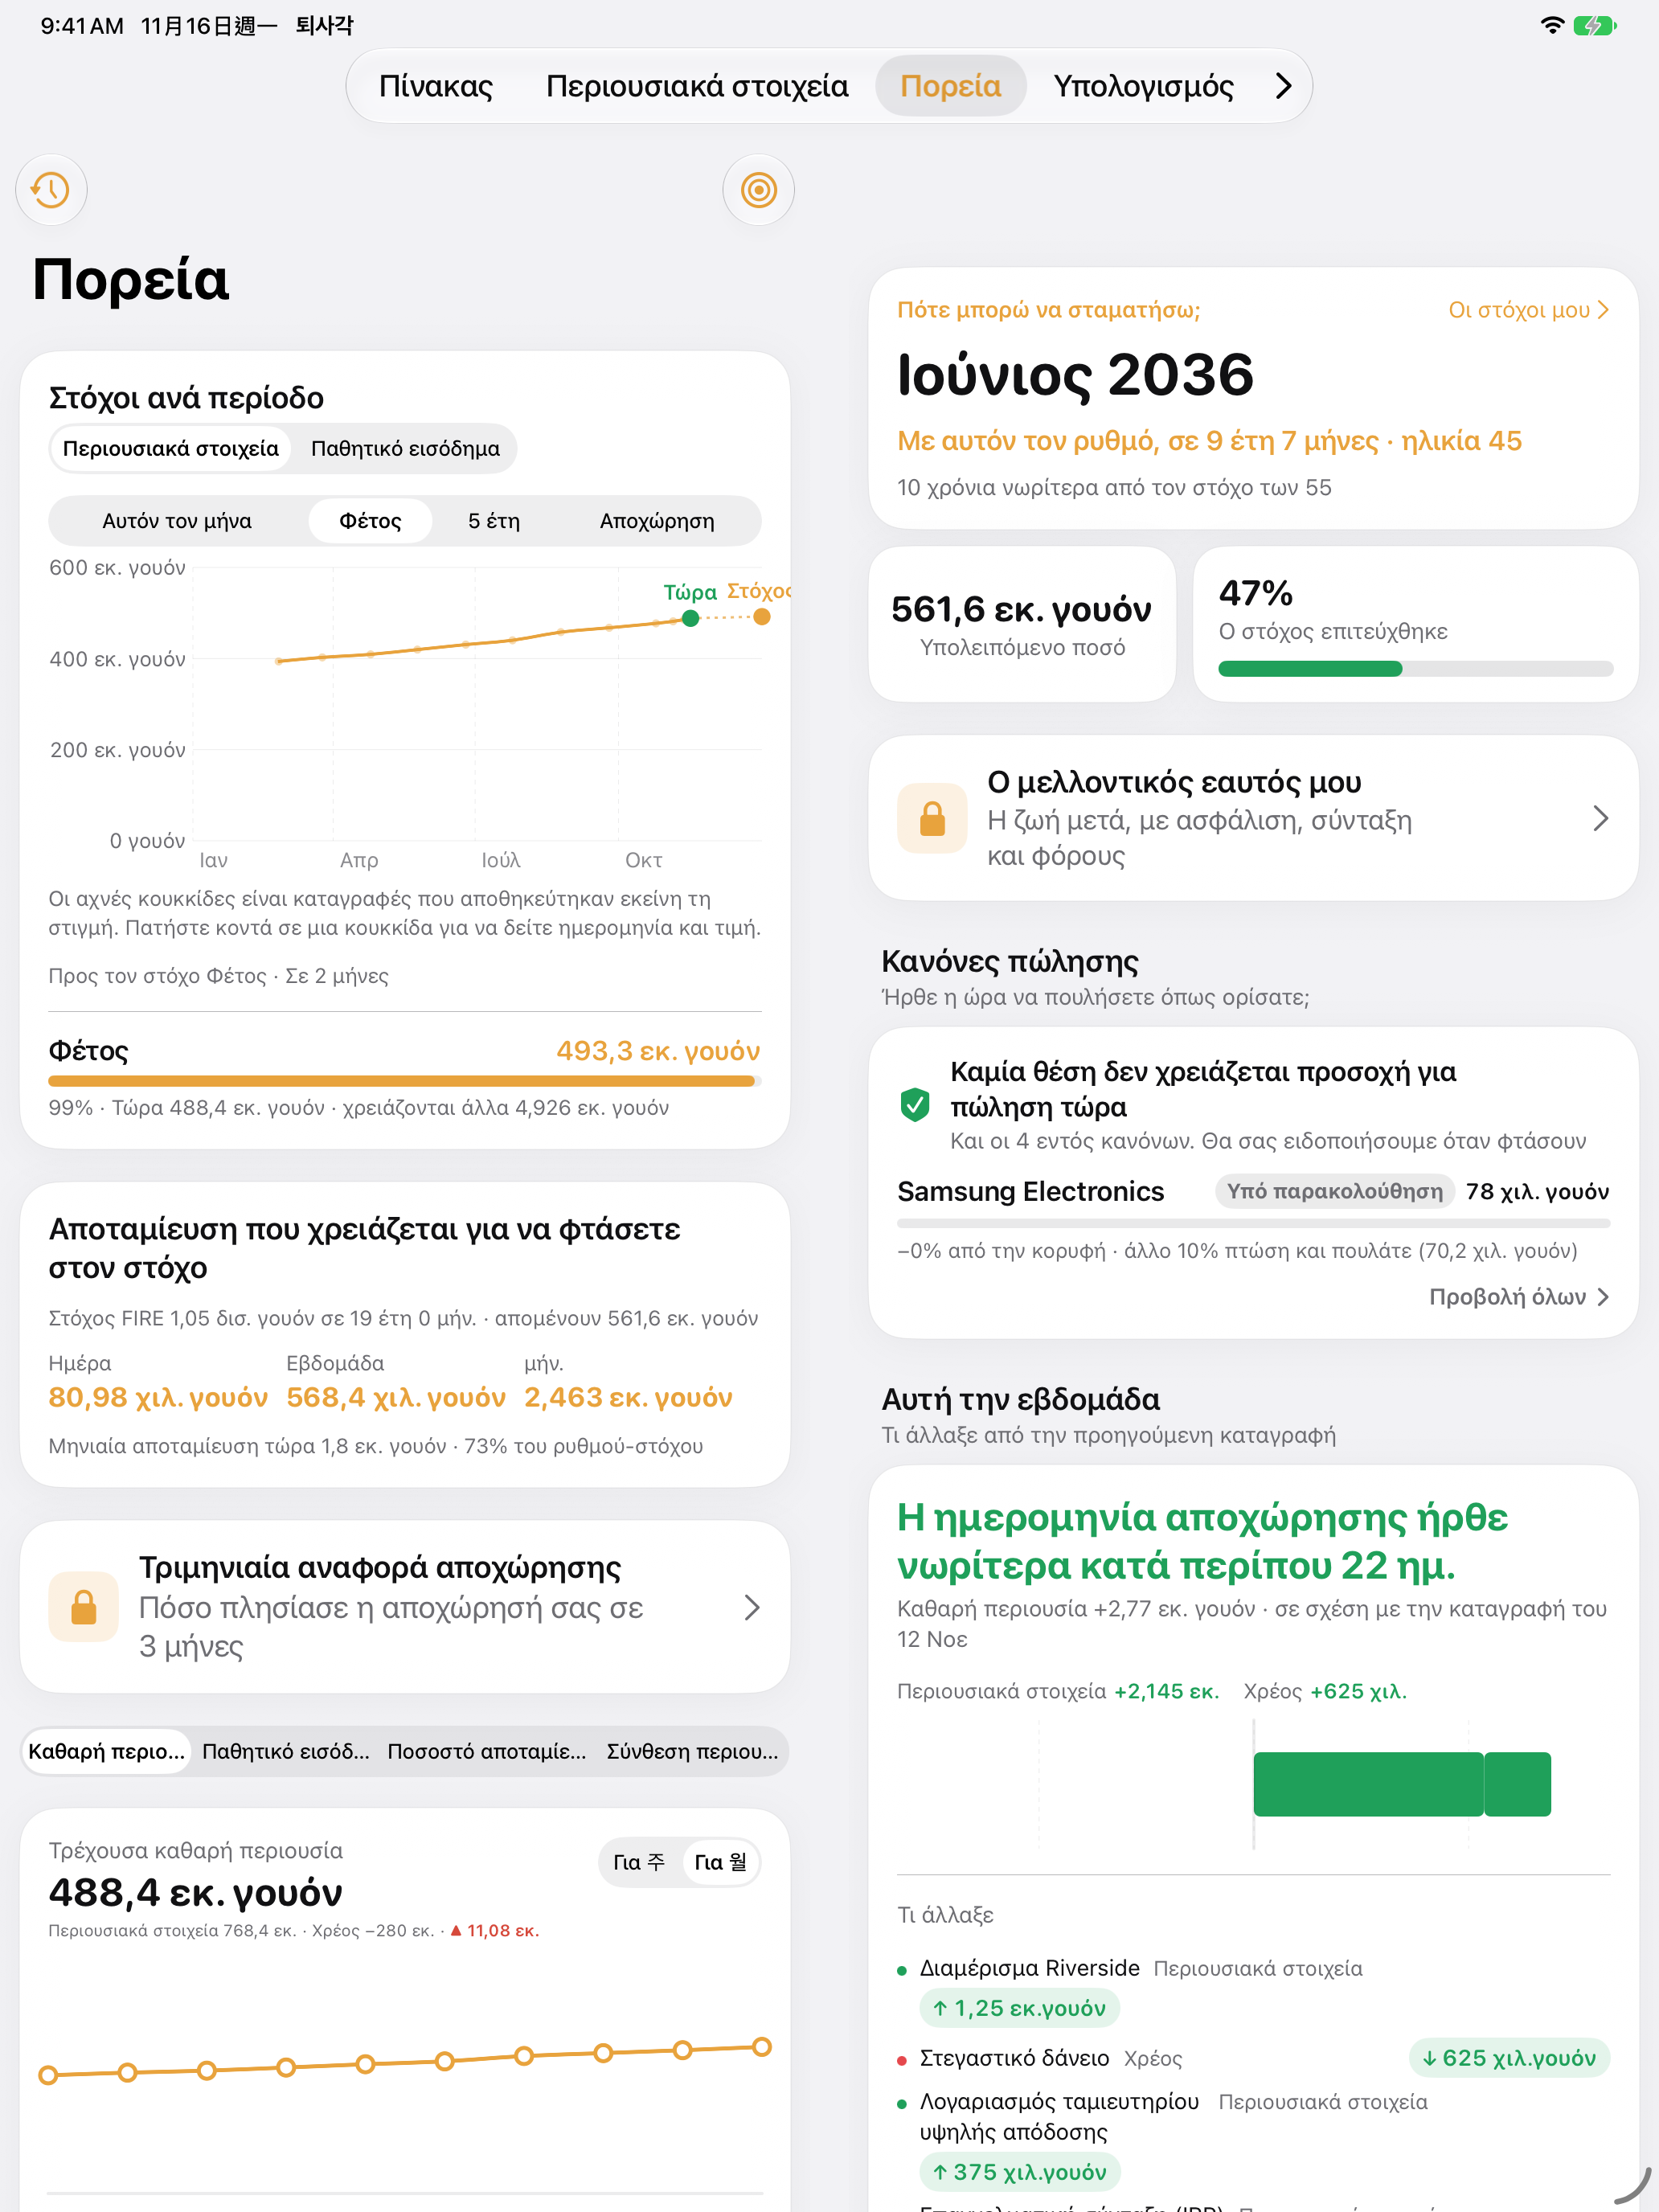 9:41 AM 11月16日週一 퇴사각
Πίνακας Περιουσιακά στοιχεία Πορεία Υπολογισμός
Πορεία
Στόχοι ανά περίοδο
Περιουσιακά στοιχεία Παθητικό εισόδημα
Αυτόν τον μήνα Φέτος 5 έτη Αποχώρηση
600 εκ. γουόν
Τώρα Στόχος
400 εκ. γουόν
200 εκ. γουόν
0 γουόν
Ιαν Απρ Ιούλ Οκτ
Οι αχνές κουκκίδες είναι καταγραφές που αποθηκεύτηκαν εκείνη τη
στιγμή. Πατήστε κοντά σε μια κουκκίδα για να δείτε ημερομηνία και τιμή.
Προς τον στόχο Φέτος · Σε 2 μήνες
Φέτος 493,3 εκ. γουόν
99% · Τώρα 488,4 εκ. γουόν · χρειάζονται άλλα 4,926 εκ. γουόν
Αποταμίευση που χρειάζεται για να φτάσετε
στον στόχο
Στόχος FIRE 1,05 δισ. γουόν σε 19 έτη 0 μήν. · απομένουν 561,6 εκ. γουόν
Ημέρα Εβδομάδα μήν.
80,98 χιλ. γουόν 568,4 χιλ. γουόν 2,463 εκ. γουόν
Μηνιαία αποταμίευση τώρα 1,8 εκ. γουόν · 73% του ρυθμού-στόχου
Τριμηνιαία αναφορά αποχώρησης
Πόσο πλησίασε η αποχώρησή σας σε
3 μήνες
Καθαρή περιο... Παθητικό εισόδ... Ποσοστό αποταμίε... Σύνθεση περιου...
Τρέχουσα καθαρή περιουσία
Για 주 Για 월
488,4 εκ. γουόν
Περιουσιακά στοιχεία 768,4 εκ. · Χρέος −280 εκ. · ▲ 11,08 εκ.
Πότε μπορώ να σταματήσω; Οι στόχοι μου
Ιούνιος 2036
Με αυτόν τον ρυθμό, σε 9 έτη 7 μήνες · ηλικία 45
10 χρόνια νωρίτερα από τον στόχο των 55
561,6 εκ. γουόν
Υπολειπόμενο ποσό
47%
Ο στόχος επιτεύχθηκε
Ο μελλοντικός εαυτός μου
Η ζωή μετά, με ασφάλιση, σύνταξη
και φόρους
Κανόνες πώλησης
Ήρθε η ώρα να πουλήσετε όπως ορίσατε;
Καμία θέση δεν χρειάζεται προσοχή για
πώληση τώρα
Και οι 4 εντός κανόνων. Θα σας ειδοποιήσουμε όταν φτάσουν
Samsung Electronics Υπό παρακολούθηση 78 χιλ. γουόν
−0% από την κορυφή · άλλο 10% πτώση και πουλάτε (70,2 χιλ. γουόν)
Προβολή όλων
Αυτή την εβδομάδα
Τι άλλαξε από την προηγούμενη καταγραφή
Η ημερομηνία αποχώρησης ήρθε
νωρίτερα κατά περίπου 22 ημ.
Καθαρή περιουσία +2,77 εκ. γουόν · σε σχέση με την καταγραφή του
12 Νοε
Περιουσιακά στοιχεία +2,145 εκ. Χρέος +625 χιλ.
Τι άλλαξε
Διαμέρισμα Riverside Περιουσιακά στοιχεία
↑ 1,25 εκ.γουόν
Στεγαστικό δάνειο Χρέος ↓ 625 χιλ.γουόν
Λογαριασμός ταμιευτηρίου Περιουσιακά στοιχεία
υψηλής απόδοσης
↑ 375 χιλ.γουόν